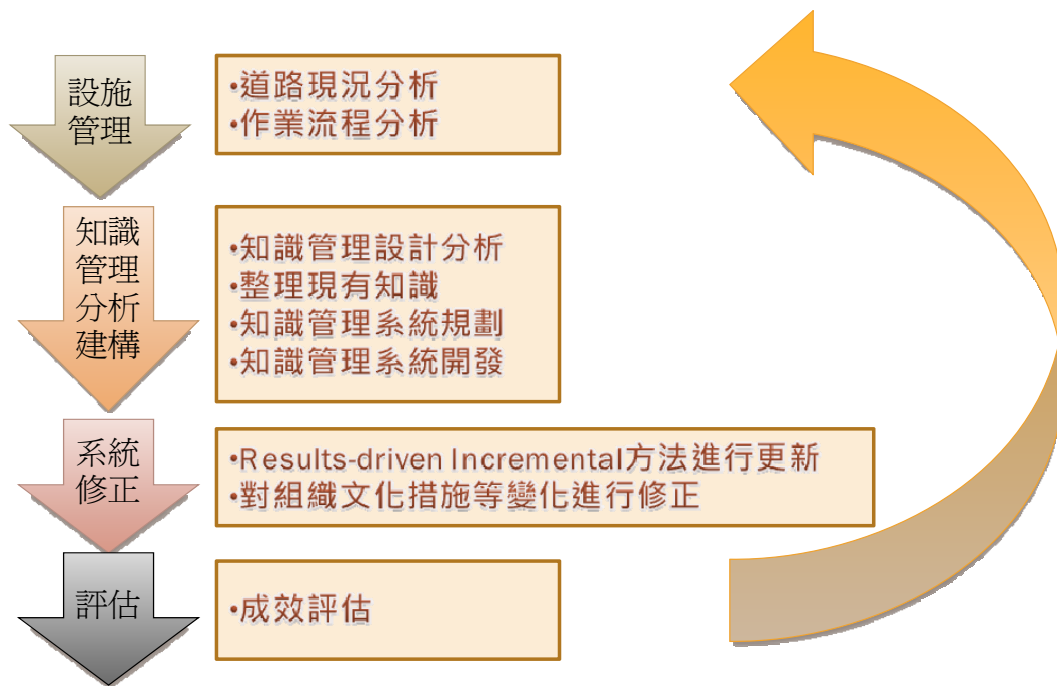 設施
管理
•道路現況分析
•作業流程分析
知識
管理
分析
建構
•知識管理設計分析
•整理現有知識
•知識管理系統規劃
•知識管理系統開發
系統
修正
•Results-driven Incremental方法進行更新
•對組織文化措施等變化進行修正
評估
•成效評估